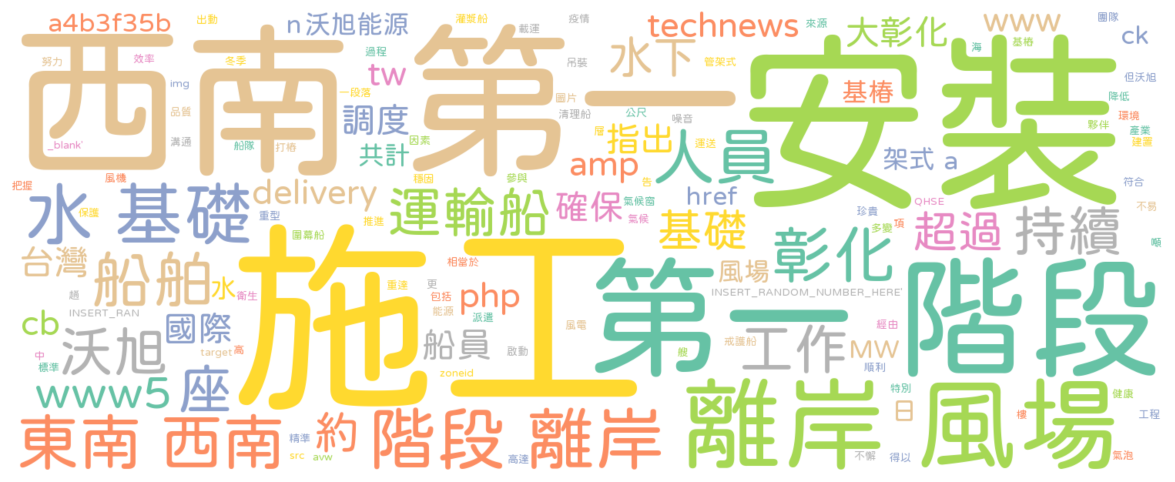 a4b3f35b
出動
n
沃旭能源
灌漿船
載運
疫情
technews
大彰化
www
來源
團隊
ck
努力
效率
過程
冬季
tw
吊裝
水下
管架式
海
基樁
但沃旭
西南
第一
安裝
img
一段落
圖片
清理船
公尺
基樁
降低
環境
品質
調度
噪音
夥伴
產業
_blank'
溝通
船隊
打樁
共計
因素
層
指出
運送
人員
架式 a
建置
把握
風機
穩固
參與
amp
告
符合
水 基礎
保護
delivery
運輸船
確保
氣候窗
href
珍貴
QHSE
不易
重型
推進
氣候
基礎
多變
項
超過
持續
圍幕船
彰化
噸
台灣
船舶
水
衛生
施工
相當於
更
風場
第一
階段
趟
重達
包括
php
INSERT_RANDOM_NUMBER_HERE'
INSERT_RAN
能源
派遣
cb
沃旭
國際
船員
風電
經由
中
標準
target
高
啟動
艘
戒護船
工作
MW
順利
www5
座
zoneid
特別
健康
離岸
風場
日
樓
工程
東南 西南
精準
約
階段
離岸
src
avw
高達
不懈
得以
氣泡